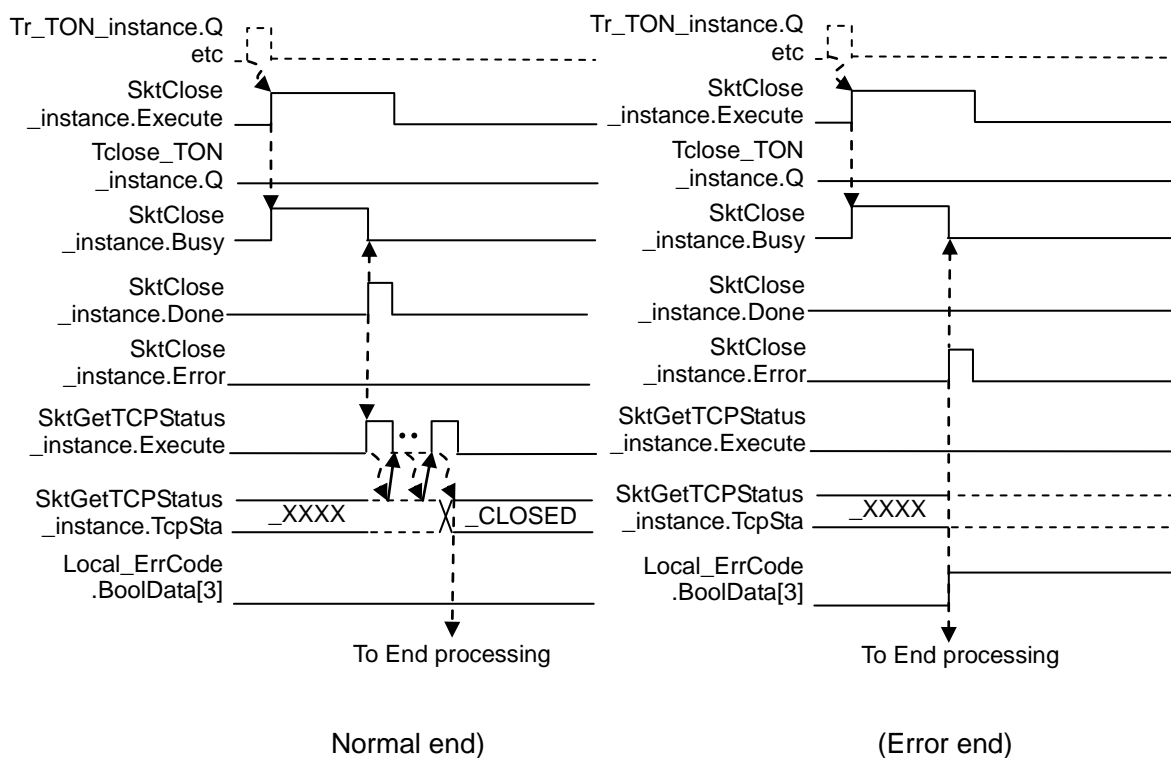 Tr_TON_instance.Q
etc
SktClose
_instance.Execute
Tclose_TON
_instance.Q
SktClose
_instance.Busy
SktClose
_instance.Done
SktClose
_instance.Error
SktGetTCPStatus
_instance.Execute
SktGetTCPStatus
_instance.TcpSta
_XXXX
_CLOSED
Local_ErrCode
.BoolData[3]
To End processing
Normal end)
Tr_TON_instance.Q
etc
SktClose
_instance.Execute
Tclose_TON
_instance.Q
SktClose
_instance.Busy
SktClose
_instance.Done
SktClose
_instance.Error
SktGetTCPStatus
_instance.Execute
SktGetTCPStatus
_instance.TcpSta
_XXXX
Local_ErrCode
.BoolData[3]
To End processing
(Error end)